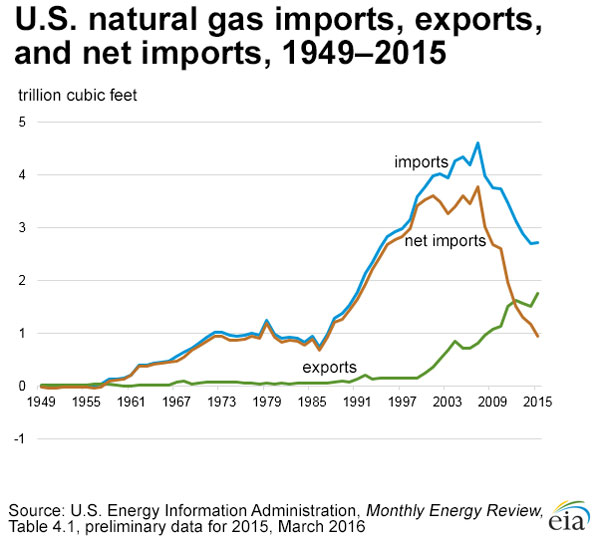 U.S. natural gas imports, exports,
and net imports, 1949–2015
trillion cubic feet
5
imports
4
3
net imports
2
1
exports
0
1949 1955 1961 1967 1973 1979 1985 1991 1997 2003 2009 2015
-1
Source: U.S. Energy Information Administration, Monthly Energy Review,
Table 4.1, preliminary data for 2015, March 2016
eia